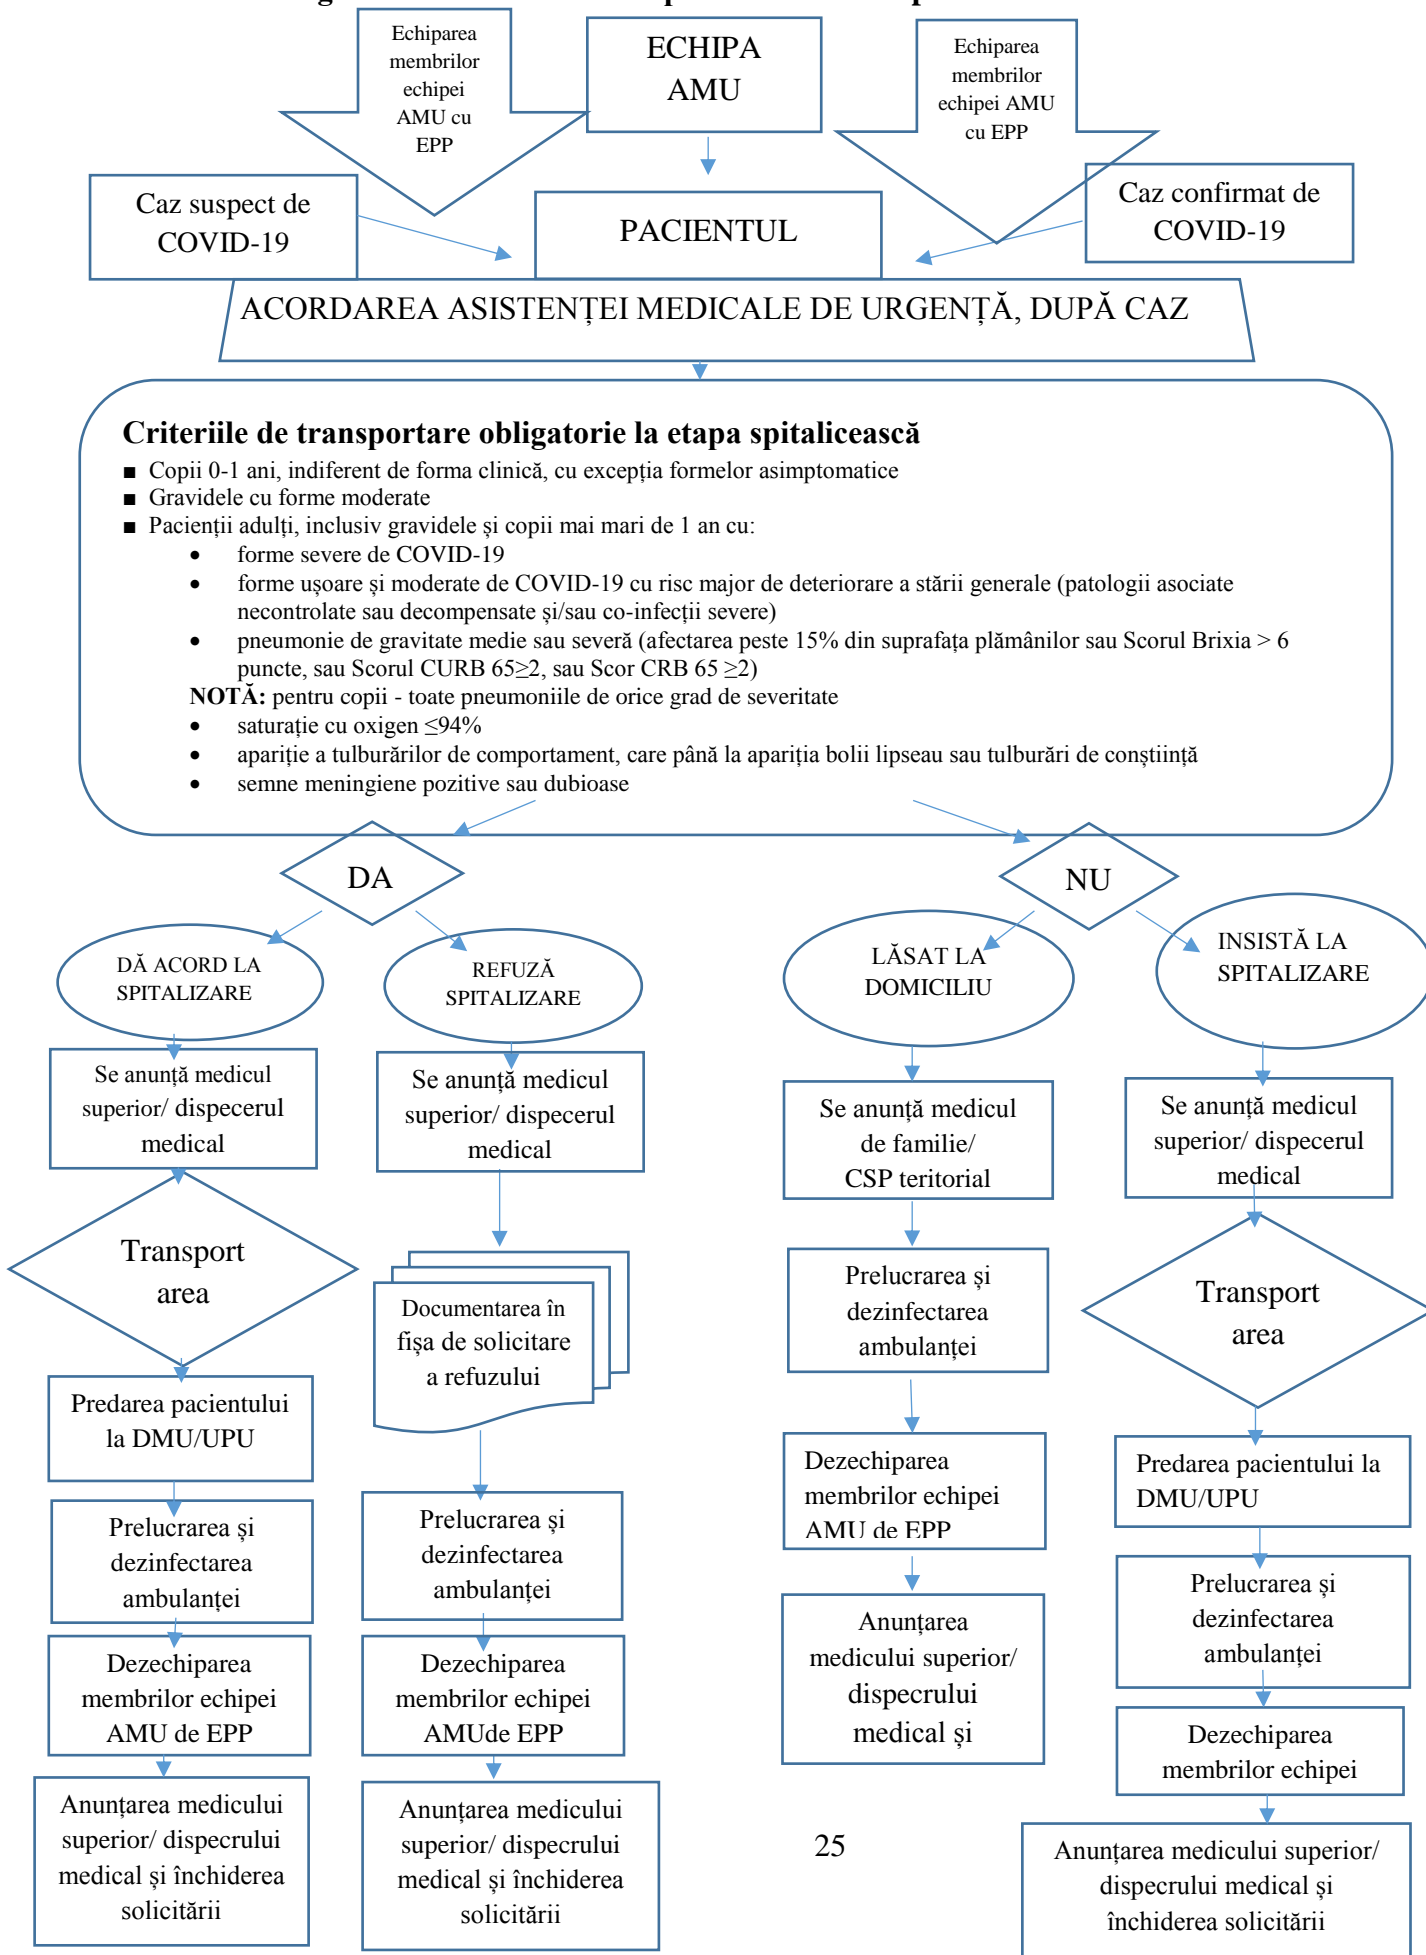 Echiparea
membrilor
echipei
AMU cu
EPP
ECHIPA
AMU
Echiparea
membrilor
echipei AMU
cu EPP
Caz suspect de
COVID-19
PACIENTUL
Caz confirmat de
COVID-19
ACORDAREA ASISTENȚEI MEDICALE DE URGENȚĂ, DUPĂ CAZ
Criteriile de transportare obligatorie la etapa spitalicească
■ Copii 0-1 ani, indiferent de forma clinică, cu excepția formelor asimptomatice
■ Gravidele cu forme moderate
■ Pacienții adulți, inclusiv gravidele și copii mai mari de 1 an cu:
• forme severe de COVID-19
• forme ușoare și moderate de COVID-19 cu risc major de deteriorare a stării generale (patologii asociate
necontrolate sau decompensate și/sau co-infecții severe)
• pneumonie de gravitate medie sau severă (afectarea peste 15% din suprafața plămânilor sau Scorul Brixia > 6
puncte, sau Scorul CURB 65≥2, sau Scor CRB 65 ≥2)
NOTĂ: pentru copii - toate pneumoniile de orice grad de severitate
• saturație cu oxigen ≤94%
• apariție a tulburărilor de comportament, care până la apariția bolii lipseau sau tulburări de conștiință
• semne meningiene pozitive sau dubioase
DA
NU
DĂ ACORD LA
SPITALIZARE
REFUZĂ
SPITALIZARE
LĂSAT LA
DOMICILIU
INSISTĂ LA
SPITALIZARE
Se anunță medicul
superior/ dispecerul
medical
Se anunță medicul
superior/ dispecerul
medical
Se anunță medicul
de familie/
CSP teritorial
Se anunță medicul
superior/ dispecerul
medical
Transport
area
Documentarea în
fișa de solicitare
a refuzului
Prelucrarea și
dezinfectarea
ambulanței
Transport
area
Predarea pacientului
la DMU/UPU
Dezechiparea
membrilor echipei
AMU de EPP
Predarea pacientului la
DMU/UPU
Prelucrarea și
dezinfectarea
ambulanței
Prelucrarea și
dezinfectarea
ambulanței
Anunțarea
medicului superior/
dispecrului
medical și
Prelucrarea și
dezinfectarea
ambulanței
Dezechiparea
membrilor echipei
AMU de EPP
Dezechiparea
membrilor echipei
AMUde EPP
Dezechiparea
membrilor echipei
Anunțarea medicului
superior/ dispecrului
medical și închiderea
solicitării
Anunțarea medicului
superior/ dispecrului
medical și închiderea
solicitării
25
Anunțarea medicului superior/
dispecrului medical și
închiderea solicitării